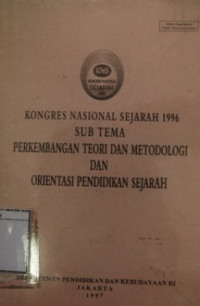 KONGRES NASIONAL SEJARAH 1996
SUB TEMA
PERKEMBANGAN TEORI DAN METODOLOGI
DAN
ORIENTASI PENDIDIKAN SEJARAH
PENDIDIKAN DAN KEBUDAYAAN RI
JAKARTA
1997